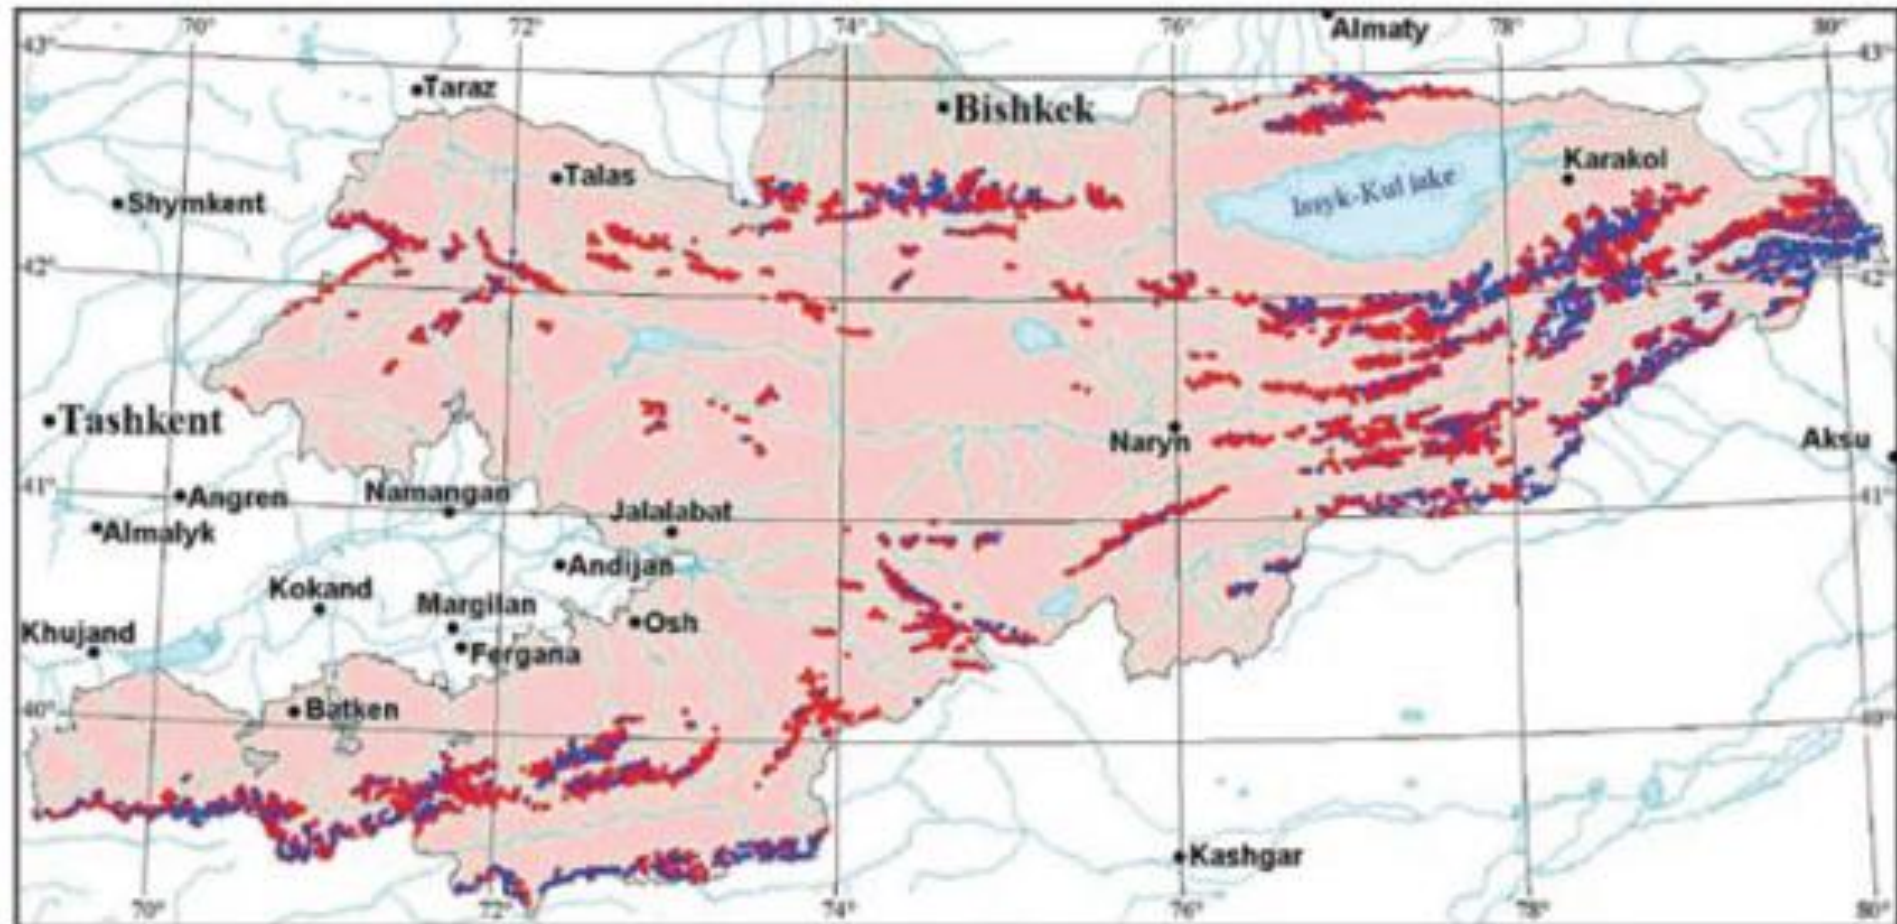 70°
72°
74°
76°
78°
80°
43°
Almaty
43°
Taraz
Bishkek
Talas
Karakol
Shymkent
Issyk-Kul lake
42°
42°
Tashkent
Naryn
Aksu
41°
Angren
Namangan
41°
Almalyk
Jalalabat
Andijan
Kokand
Margilan
Khujand
Osh
Fergana
40°
Batken
40°
Kashgar
70°
72°
74°
76°
78°
80°